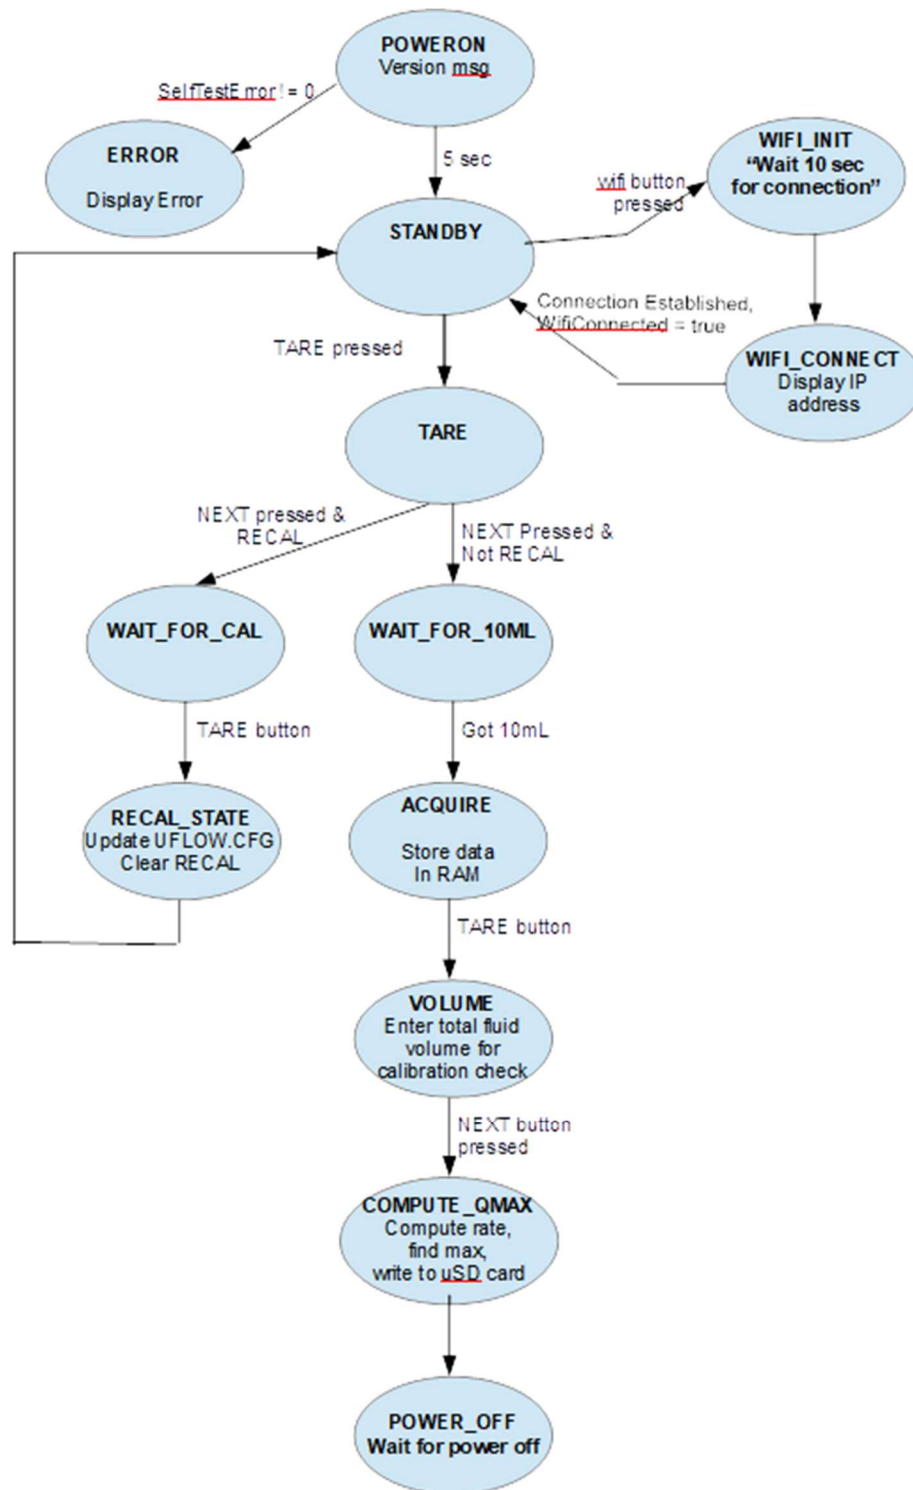 POWERON
Version msg
SelfTestError != 0
ERROR
Display Error
5 sec
WIFI_INIT
“Wait 10 sec
for connection”
wifi button
pressed
STANDBY
Connection Established,
WifiConnected = true
WIFI_CONNECT
Display IP
address
TARE pressed
TARE
NEXT pressed &
RECAL
NEXT Pressed &
Not RECAL
WAIT_FOR_CAL
WAIT_FOR_10ML
TARE button
Got 10mL
RECAL_STATE
Update UFLOW.CFG
Clear RECAL
ACQUIRE
Store data
In RAM
TARE button
VOLUME
Enter total fluid
volume for
calibration check
NEXT button
pressed
COMPUTE_QMAX
Compute rate,
find max,
write to uSD card
POWER_OFF
Wait for power off